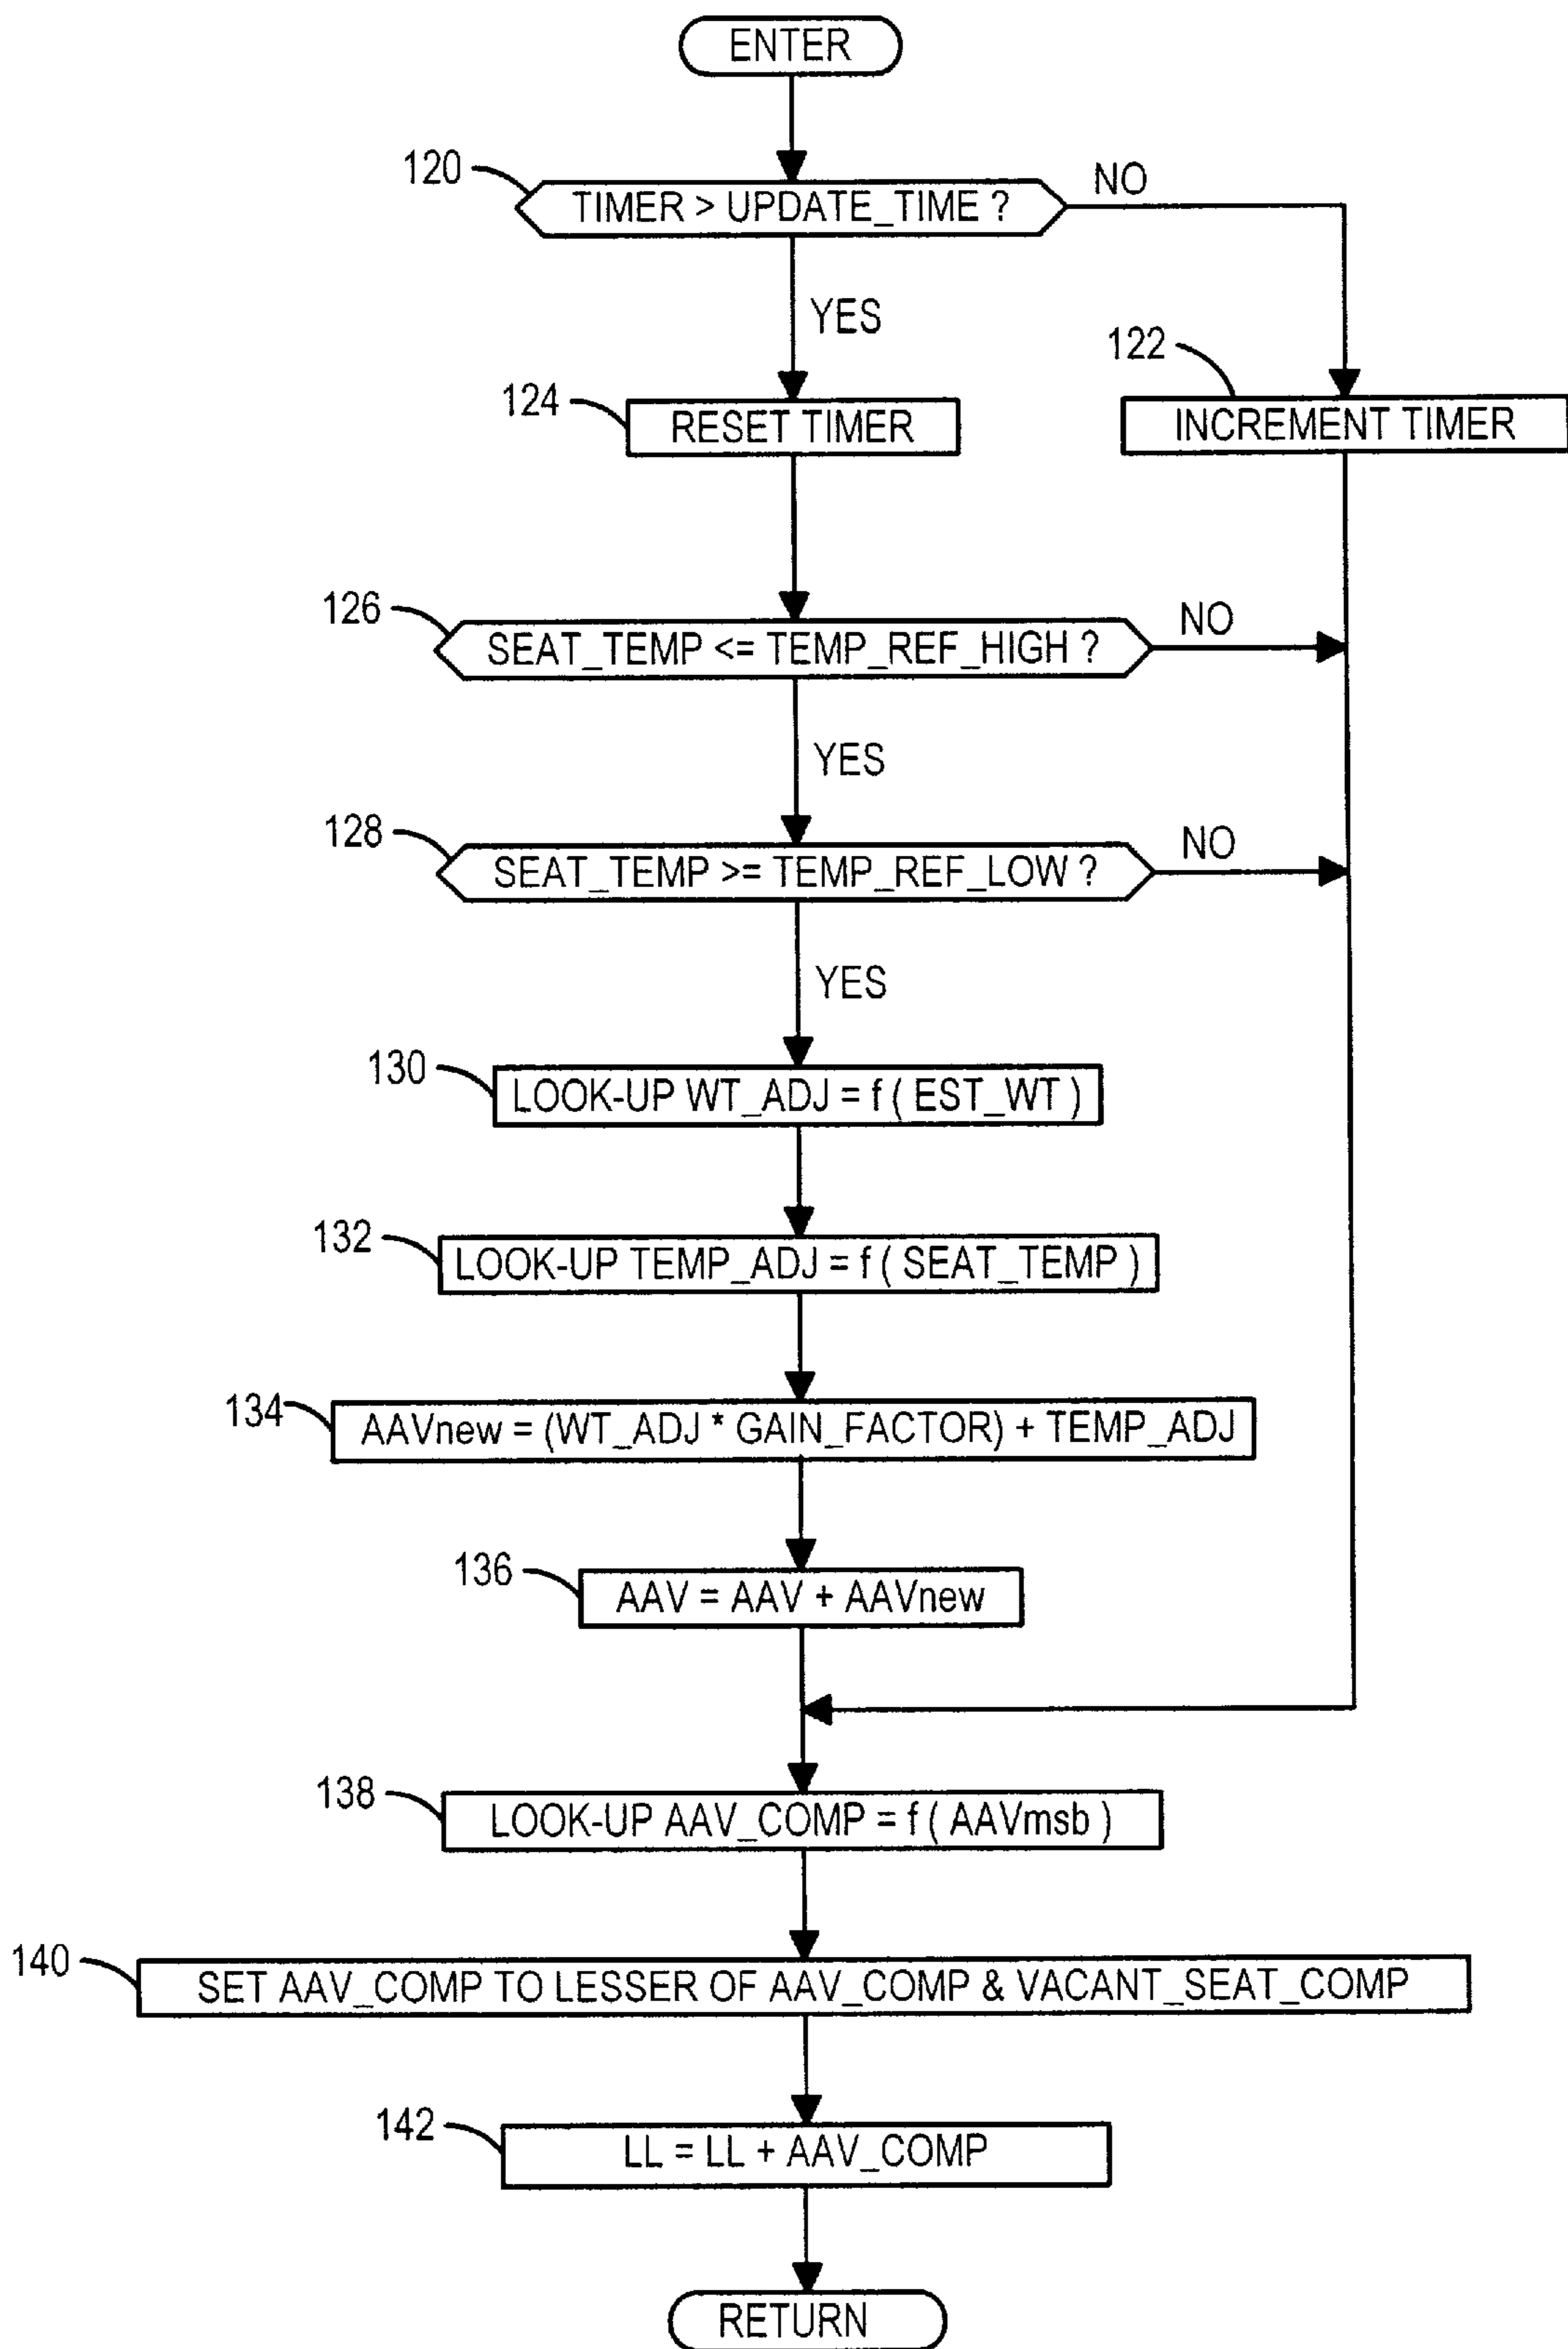 ENTER
120
TIMER > UPDATE_TIME ?
NO
YES
122
124
RESET TIMER
INCREMENT TIMER
126
SEAT_TEMP <= TEMP_REF_HIGH ?
NO
YES
128
SEAT_TEMP >= TEMP_REF_LOW ?
NO
YES
130
LOOK-UP WT_ADJ = f ( EST_WT )
132
LOOK-UP TEMP_ADJ = f ( SEAT_TEMP )
134
AAVnew = (WT_ADJ * GAIN_FACTOR) + TEMP_ADJ
136
AAV = AAV + AAVnew
138
LOOK-UP AAV_COMP = f ( AAVmsb )
140
SET AAV_COMP TO LESSER OF AAV_COMP & VACANT_SEAT_COMP
142
LL = LL + AAV_COMP
RETURN